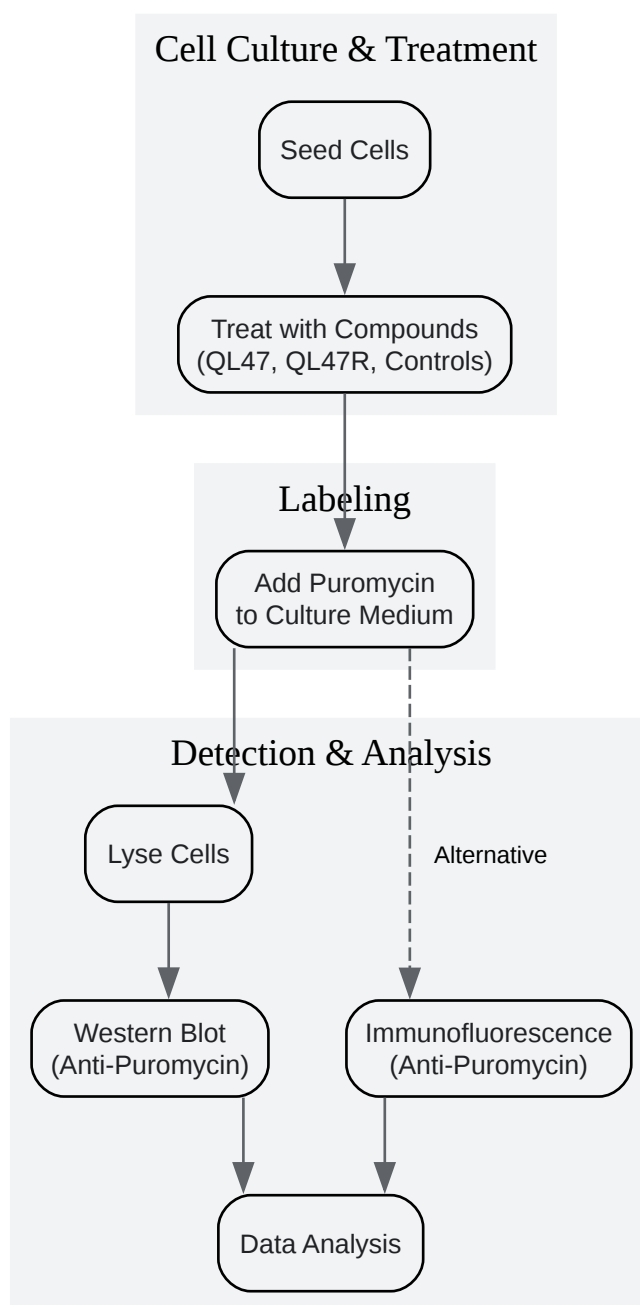 Cell Culture & Treatment
Seed Cells
Treat with Compounds
(QL47, QL47R, Controls)
Labeling
Add Puromycin
to Culture Medium
Detection & Analysis
Lyse Cells
Alternative
Western Blot
(Anti-Puromycin)
Immunofluorescence
(Anti-Puromycin)
Data Analysis